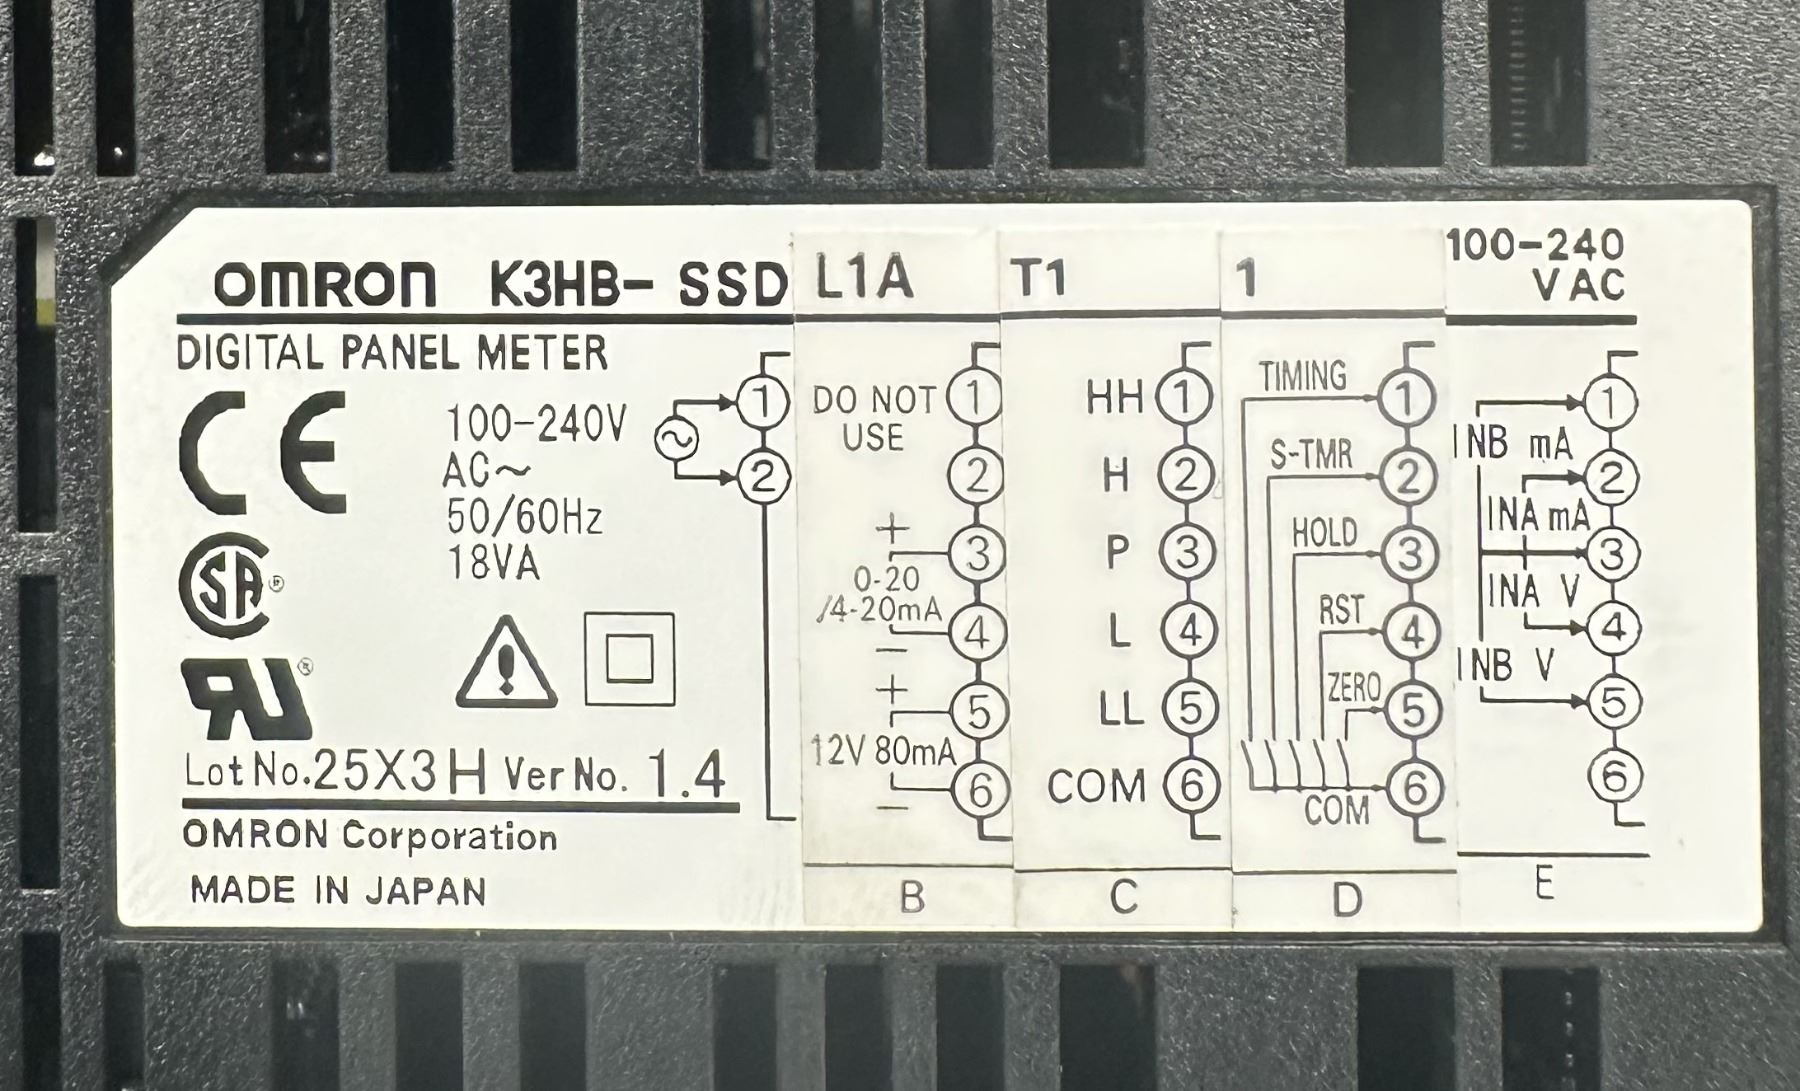 OMRON K3HB- SSD L1A T1 1 100-240 VAC
DIGITAL PANEL METER
CE
100-240V
AC~
50/60Hz
18VA
SA ®
RU ®
Lot No. 25X3 H Ver No. 1.4
OMRON Corporation
MADE IN JAPAN
1
2
DO NOT USE
1
2
+
3
0-20
/4-20mA
4
−
+
5
12V 80mA
6
−
B
HH 1
H 2
P 3
L 4
LL 5
COM 6
C
TIMING 1
S-TMR 2
HOLD 3
RST 4
ZERO 5
COM 6
D
1
INB mA
2
INA mA
3
INA V
4
INB V
5
6
E